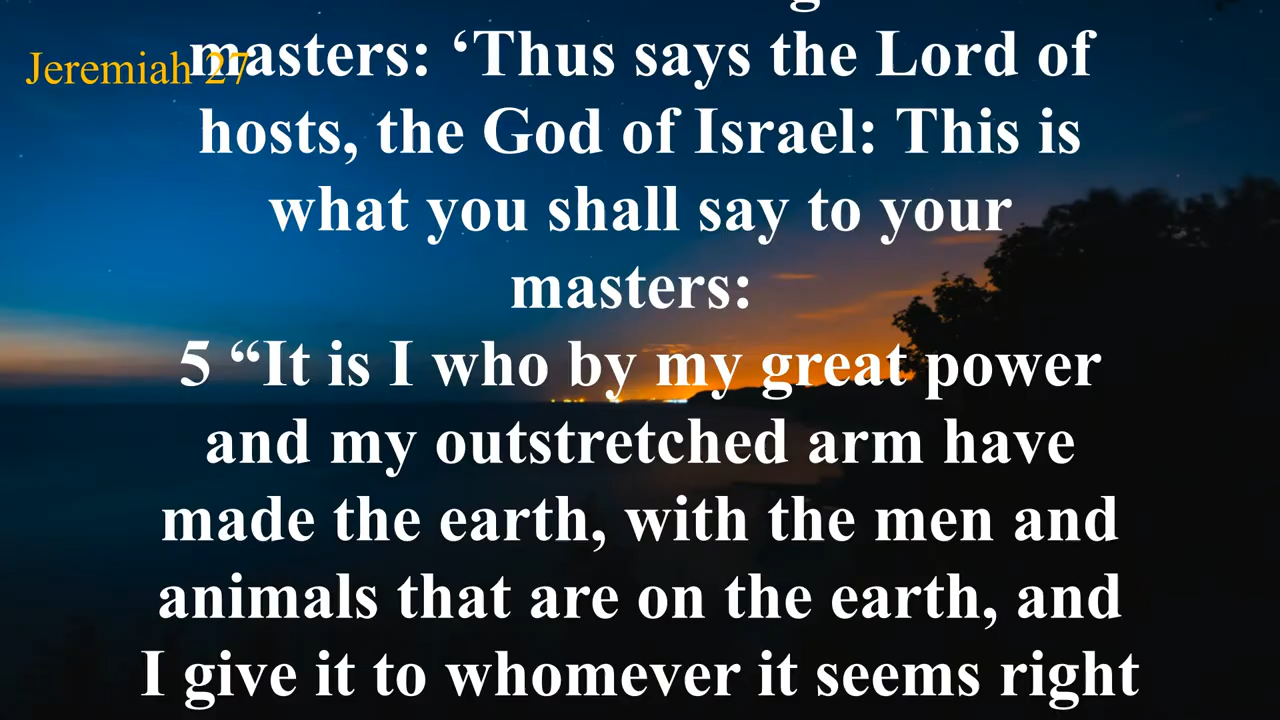 Jeremiah 27
masters: ‘Thus says the Lord of
hosts, the God of Israel: This is
what you shall say to your
masters:
5 “It is I who by my great power
and my outstretched arm have
made the earth, with the men and
animals that are on the earth, and
I give it to whomever it seems right